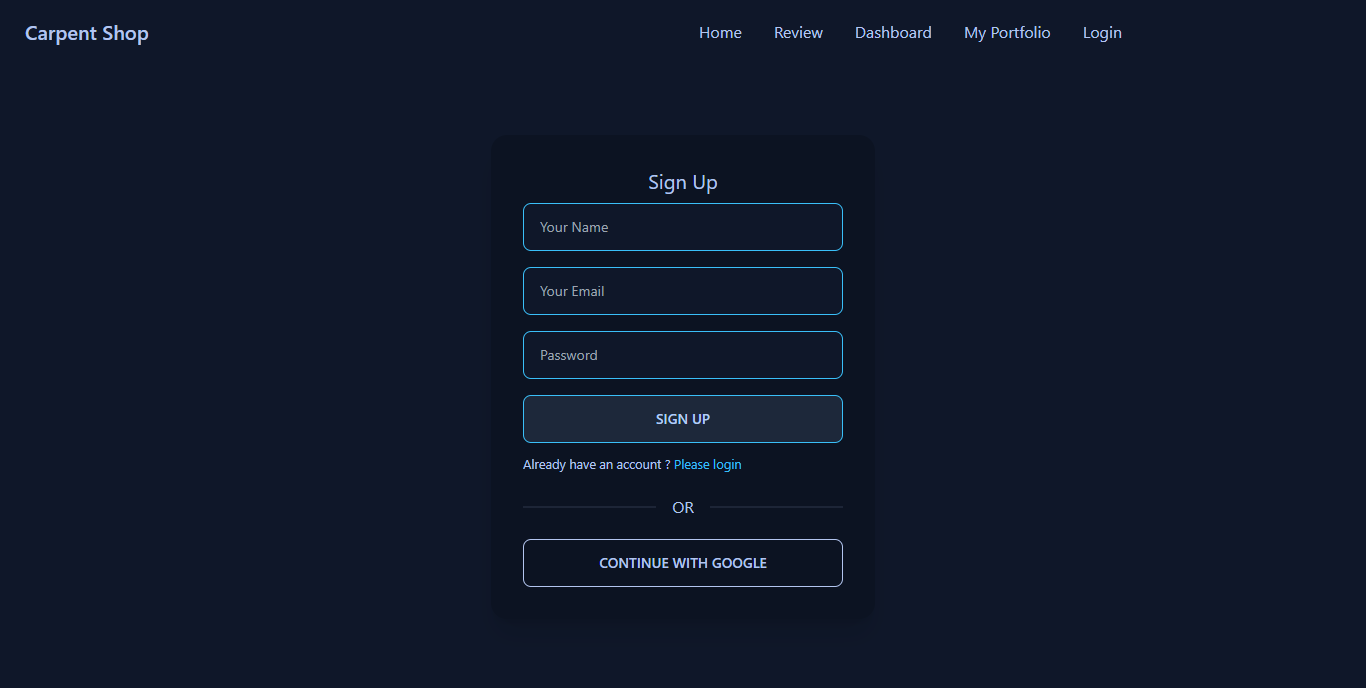 Carpent Shop Home Review Dashboard My Portfolio Login
Sign Up
Your Name
Your Email
Password
SIGN UP
Already have an account ? Please login
OR
CONTINUE WITH GOOGLE